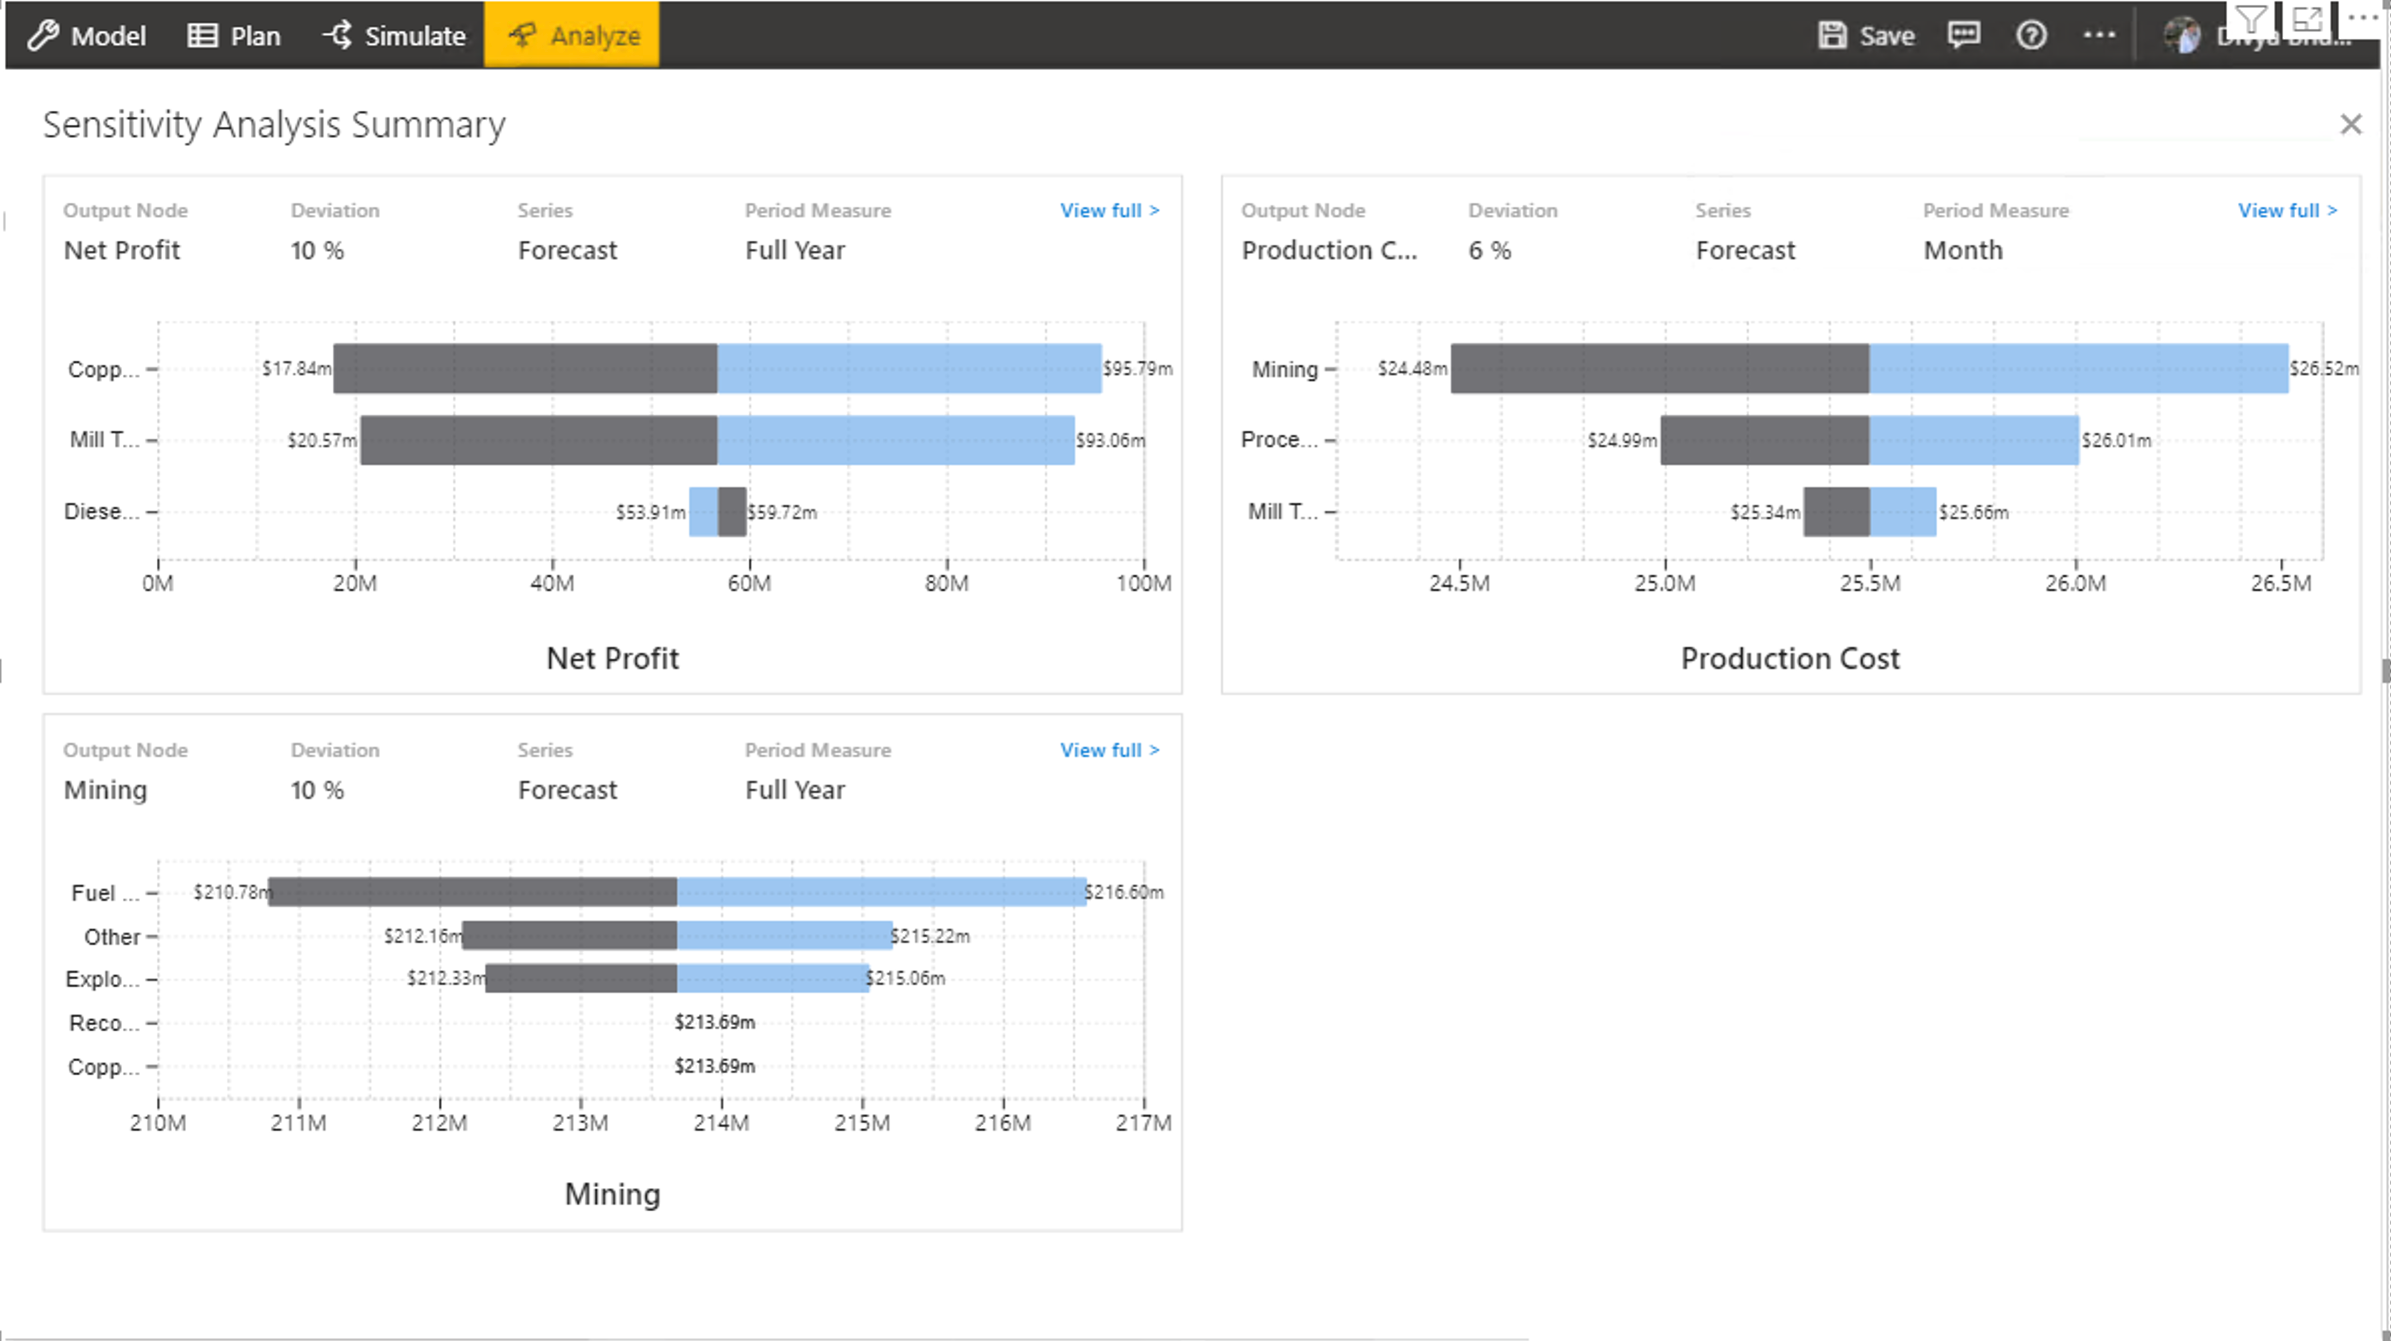 Model Plan Simulate Analyze Save
Sensitivity Analysis Summary
Output Node Deviation Series Period Measure View full >
Net Profit 10 % Forecast Full Year
Copp... $17.84m $95.79m
Mill T... $20.57m $93.06m
Diese... $53.91m $59.72m
0M 20M 40M 60M 80M 100M
Net Profit
Output Node Deviation Series Period Measure View full >
Production C... 6 % Forecast Month
Mining $24.48m $26.52m
Proce... $24.99m $26.01m
Mill T... $25.34m $25.66m
24.5M 25.0M 25.5M 26.0M 26.5M
Production Cost
Output Node Deviation Series Period Measure View full >
Mining 10 % Forecast Full Year
Fuel ... $210.78m $216.60m
Other $212.16m $215.22m
Explo... $212.33m $215.06m
Reco... $213.69m
Copp... $213.69m
210M 211M 212M 213M 214M 215M 216M 217M
Mining